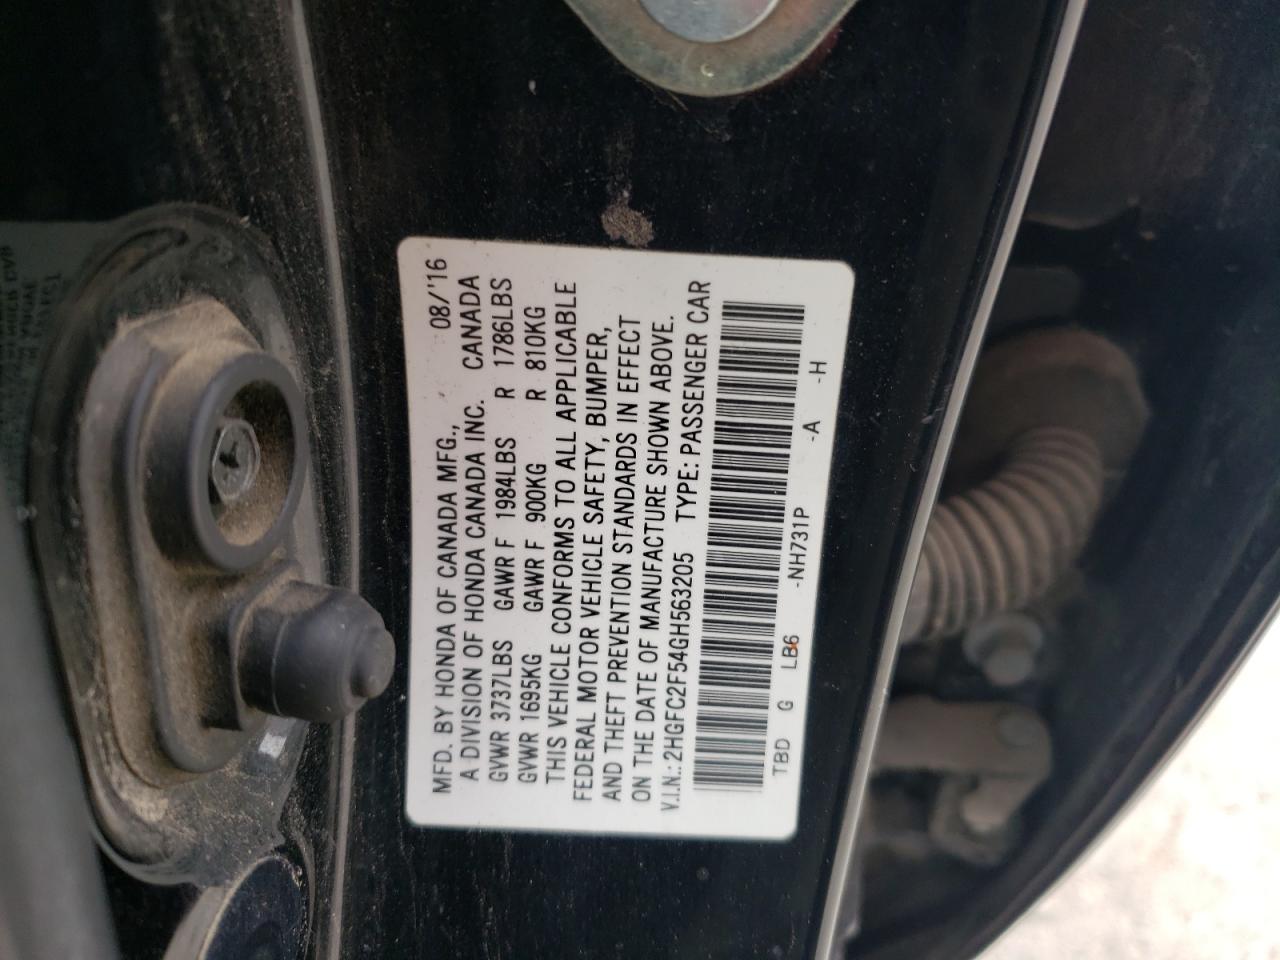 MFD. BY HONDA OF CANADA MFG., 08/'16
A DIVISION OF HONDA CANADA INC. CANADA
GVWR 3737LBS GAWR F 1984LBS R 1786LBS
GVWR 1695KG GAWR F 900KG R 810KG
THIS VEHICLE CONFORMS TO ALL APPLICABLE
FEDERAL MOTOR VEHICLE SAFETY, BUMPER,
AND THEFT PREVENTION STANDARDS IN EFFECT
ON THE DATE OF MANUFACTURE SHOWN ABOVE.
V.I.N.: 2HGFC2F54GH563205 TYPE: PASSENGER CAR
TBD G LB6 -NH731P -A -H